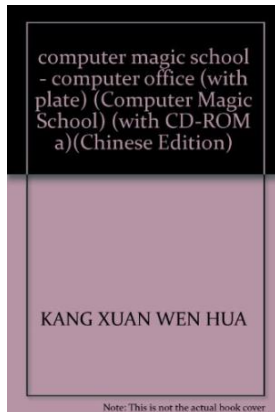 computer magic school
- computer office (with
plate) (Computer Magic
School) (with CD-ROM
a)(Chinese Edition)
KANG XUAN WEN HUA
Note: This is not the actual book cover